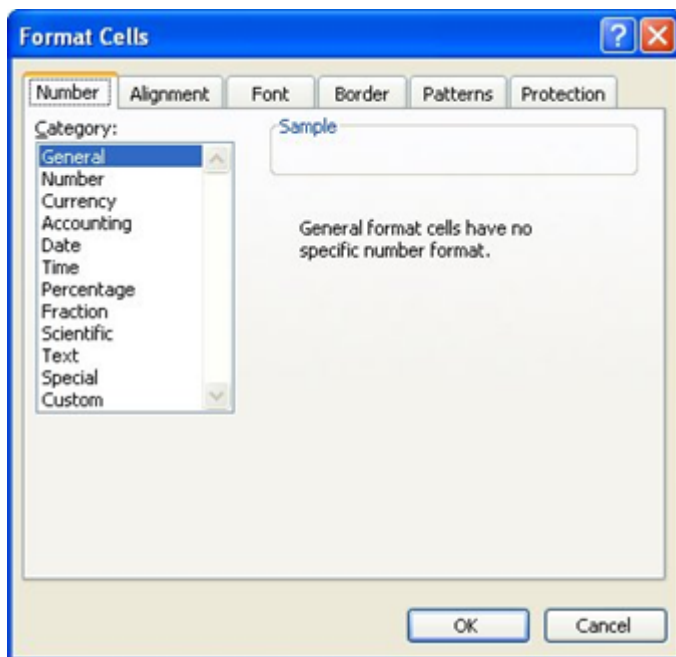 Format Cells
?
Number Alignment Font Border Patterns Protection
Category:
Sample
General
Number
Currency
Accounting
Date
Time
Percentage
Fraction
Scientific
Text
Special
Custom
General format cells have no
specific number format.
OK Cancel